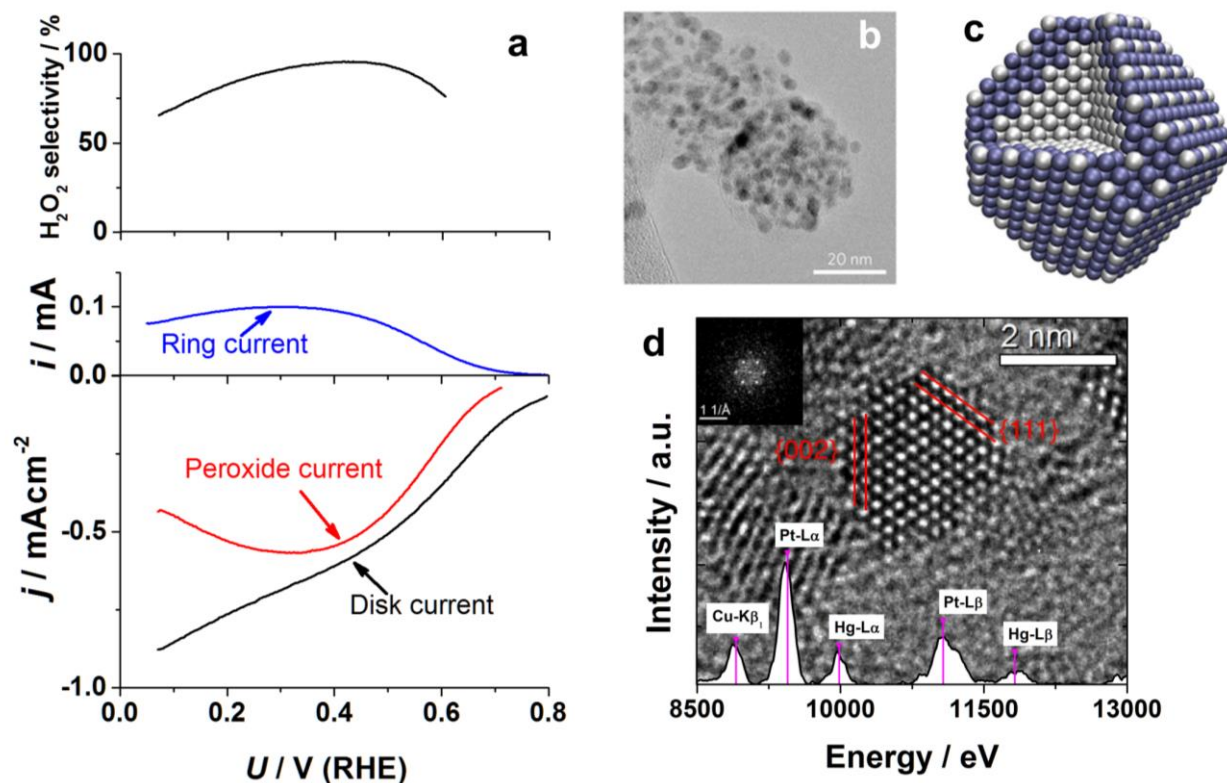 a
H2O2 selectivity / %
100
50
0
i / mA
0.1
0.0
Ring current
j / mAcm-2
-0.5
-1.0
Peroxide current
Disk current
0.0 0.2 0.4 0.6 0.8
U / V (RHE)
b
20 nm
c
d
2 nm
1 1/Å
(002)
(111)
Intensity / a.u.
Cu-Kβ1
Pt-Lα
Hg-Lα
Pt-Lβ
Hg-Lβ
8500 10000 11500 13000
Energy / eV